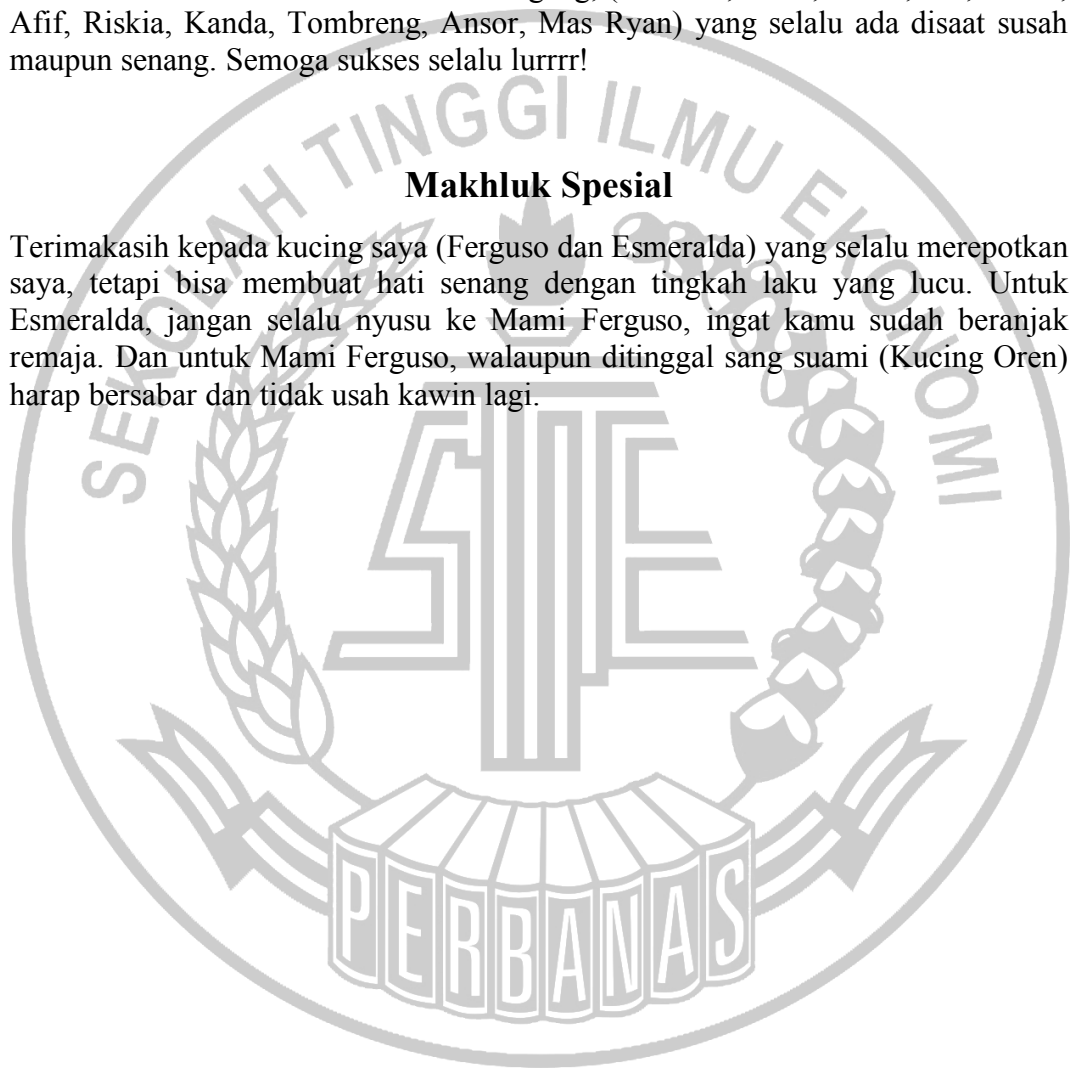 Afif, Riskia, Kanda, Tombreng, Ansor, Mas Ryan) yang selalu ada disaat susah
maupun senang. Semoga sukses selalu lurrrr!
SEKOLAH TINGGI ILMU EKONOMI
Makhluk Spesial
Terimakasih kepada kucing saya (Ferguso dan Esmeralda) yang selalu merepotkan
saya, tetapi bisa membuat hati senang dengan tingkah laku yang lucu. Untuk
Esmeralda, jangan selalu nyusu ke Mami Ferguso, ingat kamu sudah beranjak
remaja. Dan untuk Mami Ferguso, walaupun ditinggal sang suami (Kucing Oren)
harap bersabar dan tidak usah kawin lagi.
STIE
PERBANAS